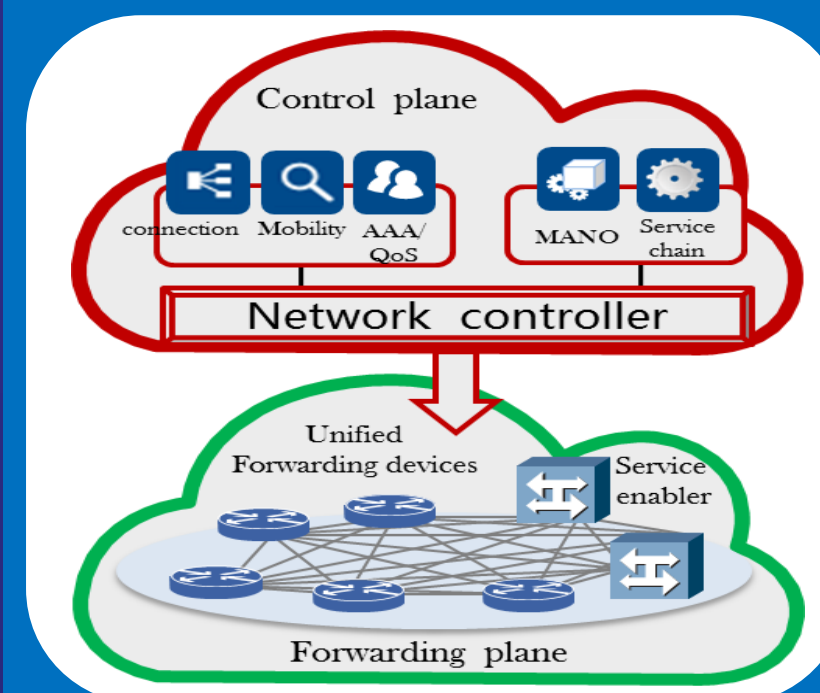 Control plane
connection Mobility AAA/
QoS
MANO Service
chain
Network controller
Unified
Forwarding devices
Service
enabler
Forwarding plane